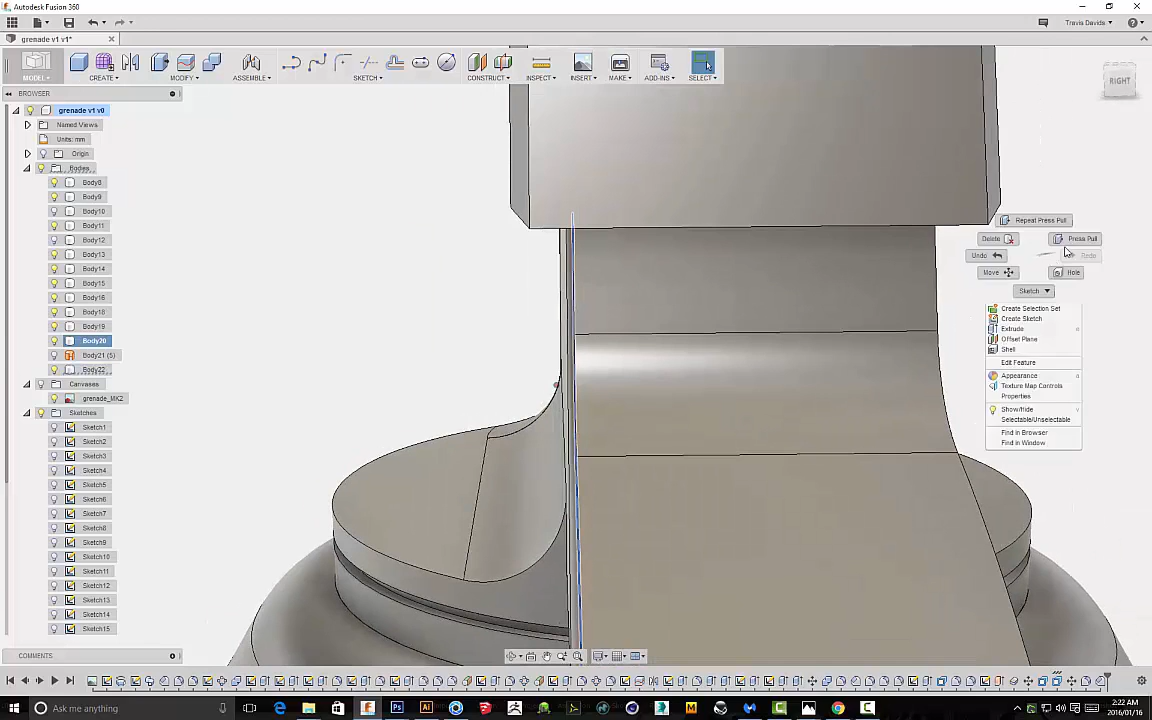 Autodesk Fusion 360
Travis Davids
grenade v1 v1*
MODEL
CREATE
MODIFY
ASSEMBLE
SKETCH
CONSTRUCT
INSPECT
INSERT
MAKE
ADD-INS
SELECT
RIGHT
BROWSER
grenade v1 v0
Named Views
Units: mm
Origin
Bodies
Body8
Body9
Body10
Body11
Body12
Body13
Body14
Body15
Body16
Body18
Body19
Body20
Body21 (5)
Body22
Canvases
grenade_MK2
Sketches
Sketch1
Sketch2
Sketch3
Sketch4
Sketch5
Sketch6
Sketch7
Sketch8
Sketch9
Sketch10
Sketch11
Sketch12
Sketch13
Sketch14
Sketch15
Repeat Press Pull
Delete
Press Pull
Undo
Redo
Move
Hole
Sketch
Create Selection Set
Create Sketch
Extrude
Offset Plane
Shell
Edit Feature
Appearance
Texture Map Controls
Properties
Show/Hide
Selectable/Unselectable
Find in Browser
Find in Window
COMMENTS
Ask me anything
2:22 AM
2016/01/16